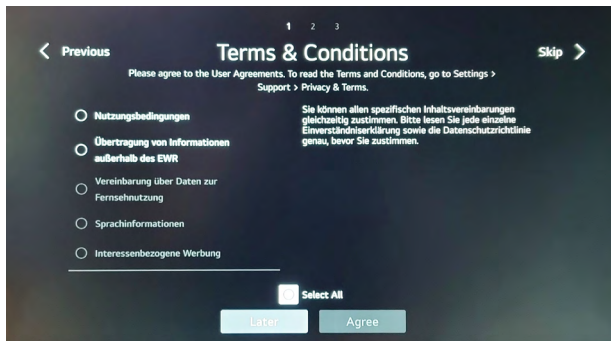 1 2 3
Previous
Terms & Conditions
Skip
Please agree to the User Agreements. To read the Terms and Conditions, go to Settings >
Support > Privacy & Terms.
Nutzungsbedingungen
Übertragung von Informationen
außerhalb des EWR
Vereinbarung über Daten zur
Fernsehnutzung
Sprachinformationen
Interessenbezogene Werbung
Sie können allen spezifischen Inhaltsvereinbarungen
gleichzeitig zustimmen. Bitte lesen Sie jede einzelne
Einverständniserklärung sowie die Datenschutzrichtlinie
genau, bevor Sie zustimmen.
Select All
Later
Agree